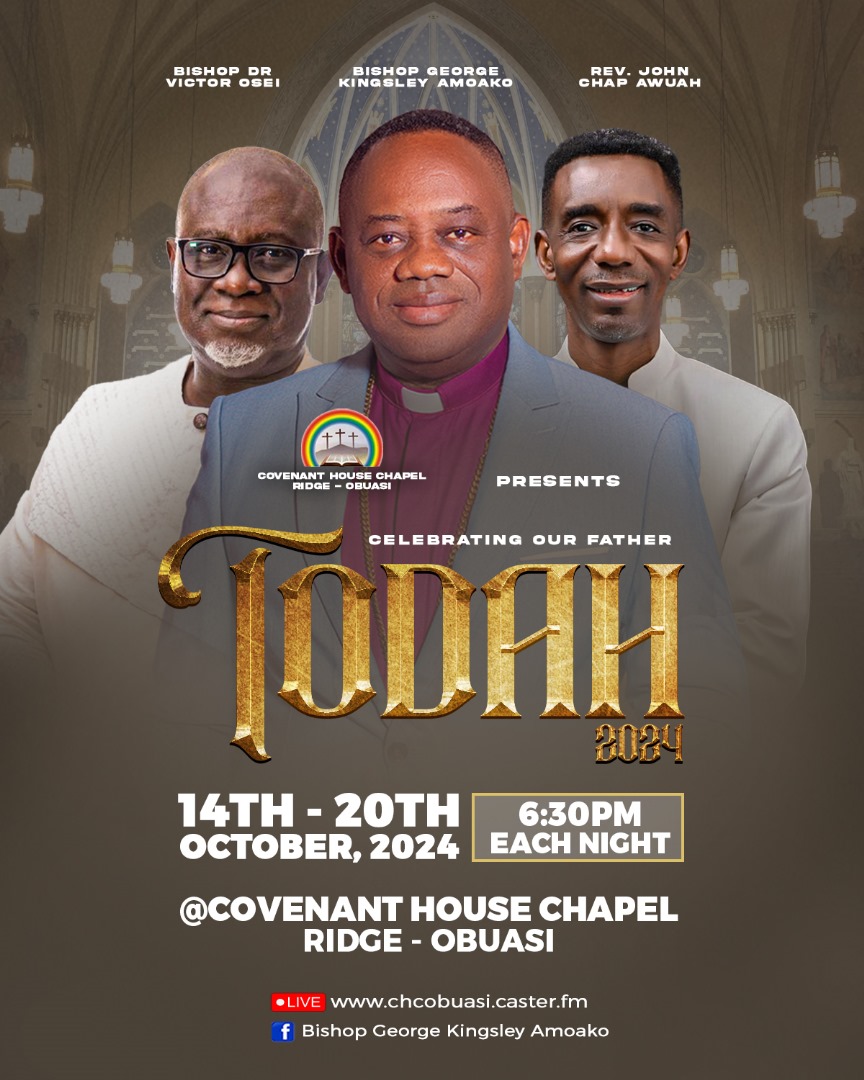 BISHOP DR
VICTOR OSEI
BISHOP GEORGE
KINGSLEY AMOAKO
REV. JOHN
CHAP AWUAH
COVENANT HOUSE CHAPEL
RIDGE - OBUASI
PRESENTS
CELEBRATING OUR FATHER
TODAH
2024
14TH - 20TH
OCTOBER, 2024
6:30PM
EACH NIGHT
@COVENANT HOUSE CHAPEL
RIDGE - OBUASI
LIVE www.chcobuasi.caster.fm
f Bishop George Kingsley Amoako